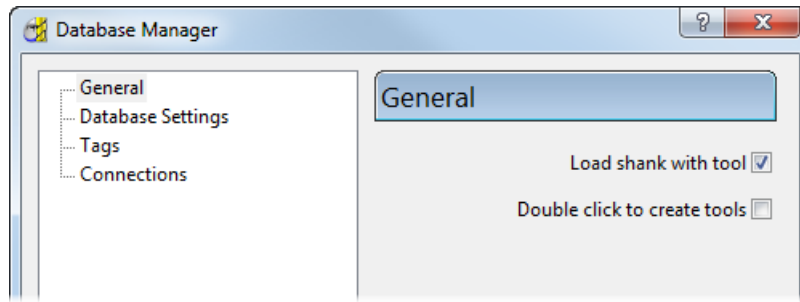 Database Manager
General
Database Settings
Tags
Connections
General
Load shank with tool
Double click to create tools